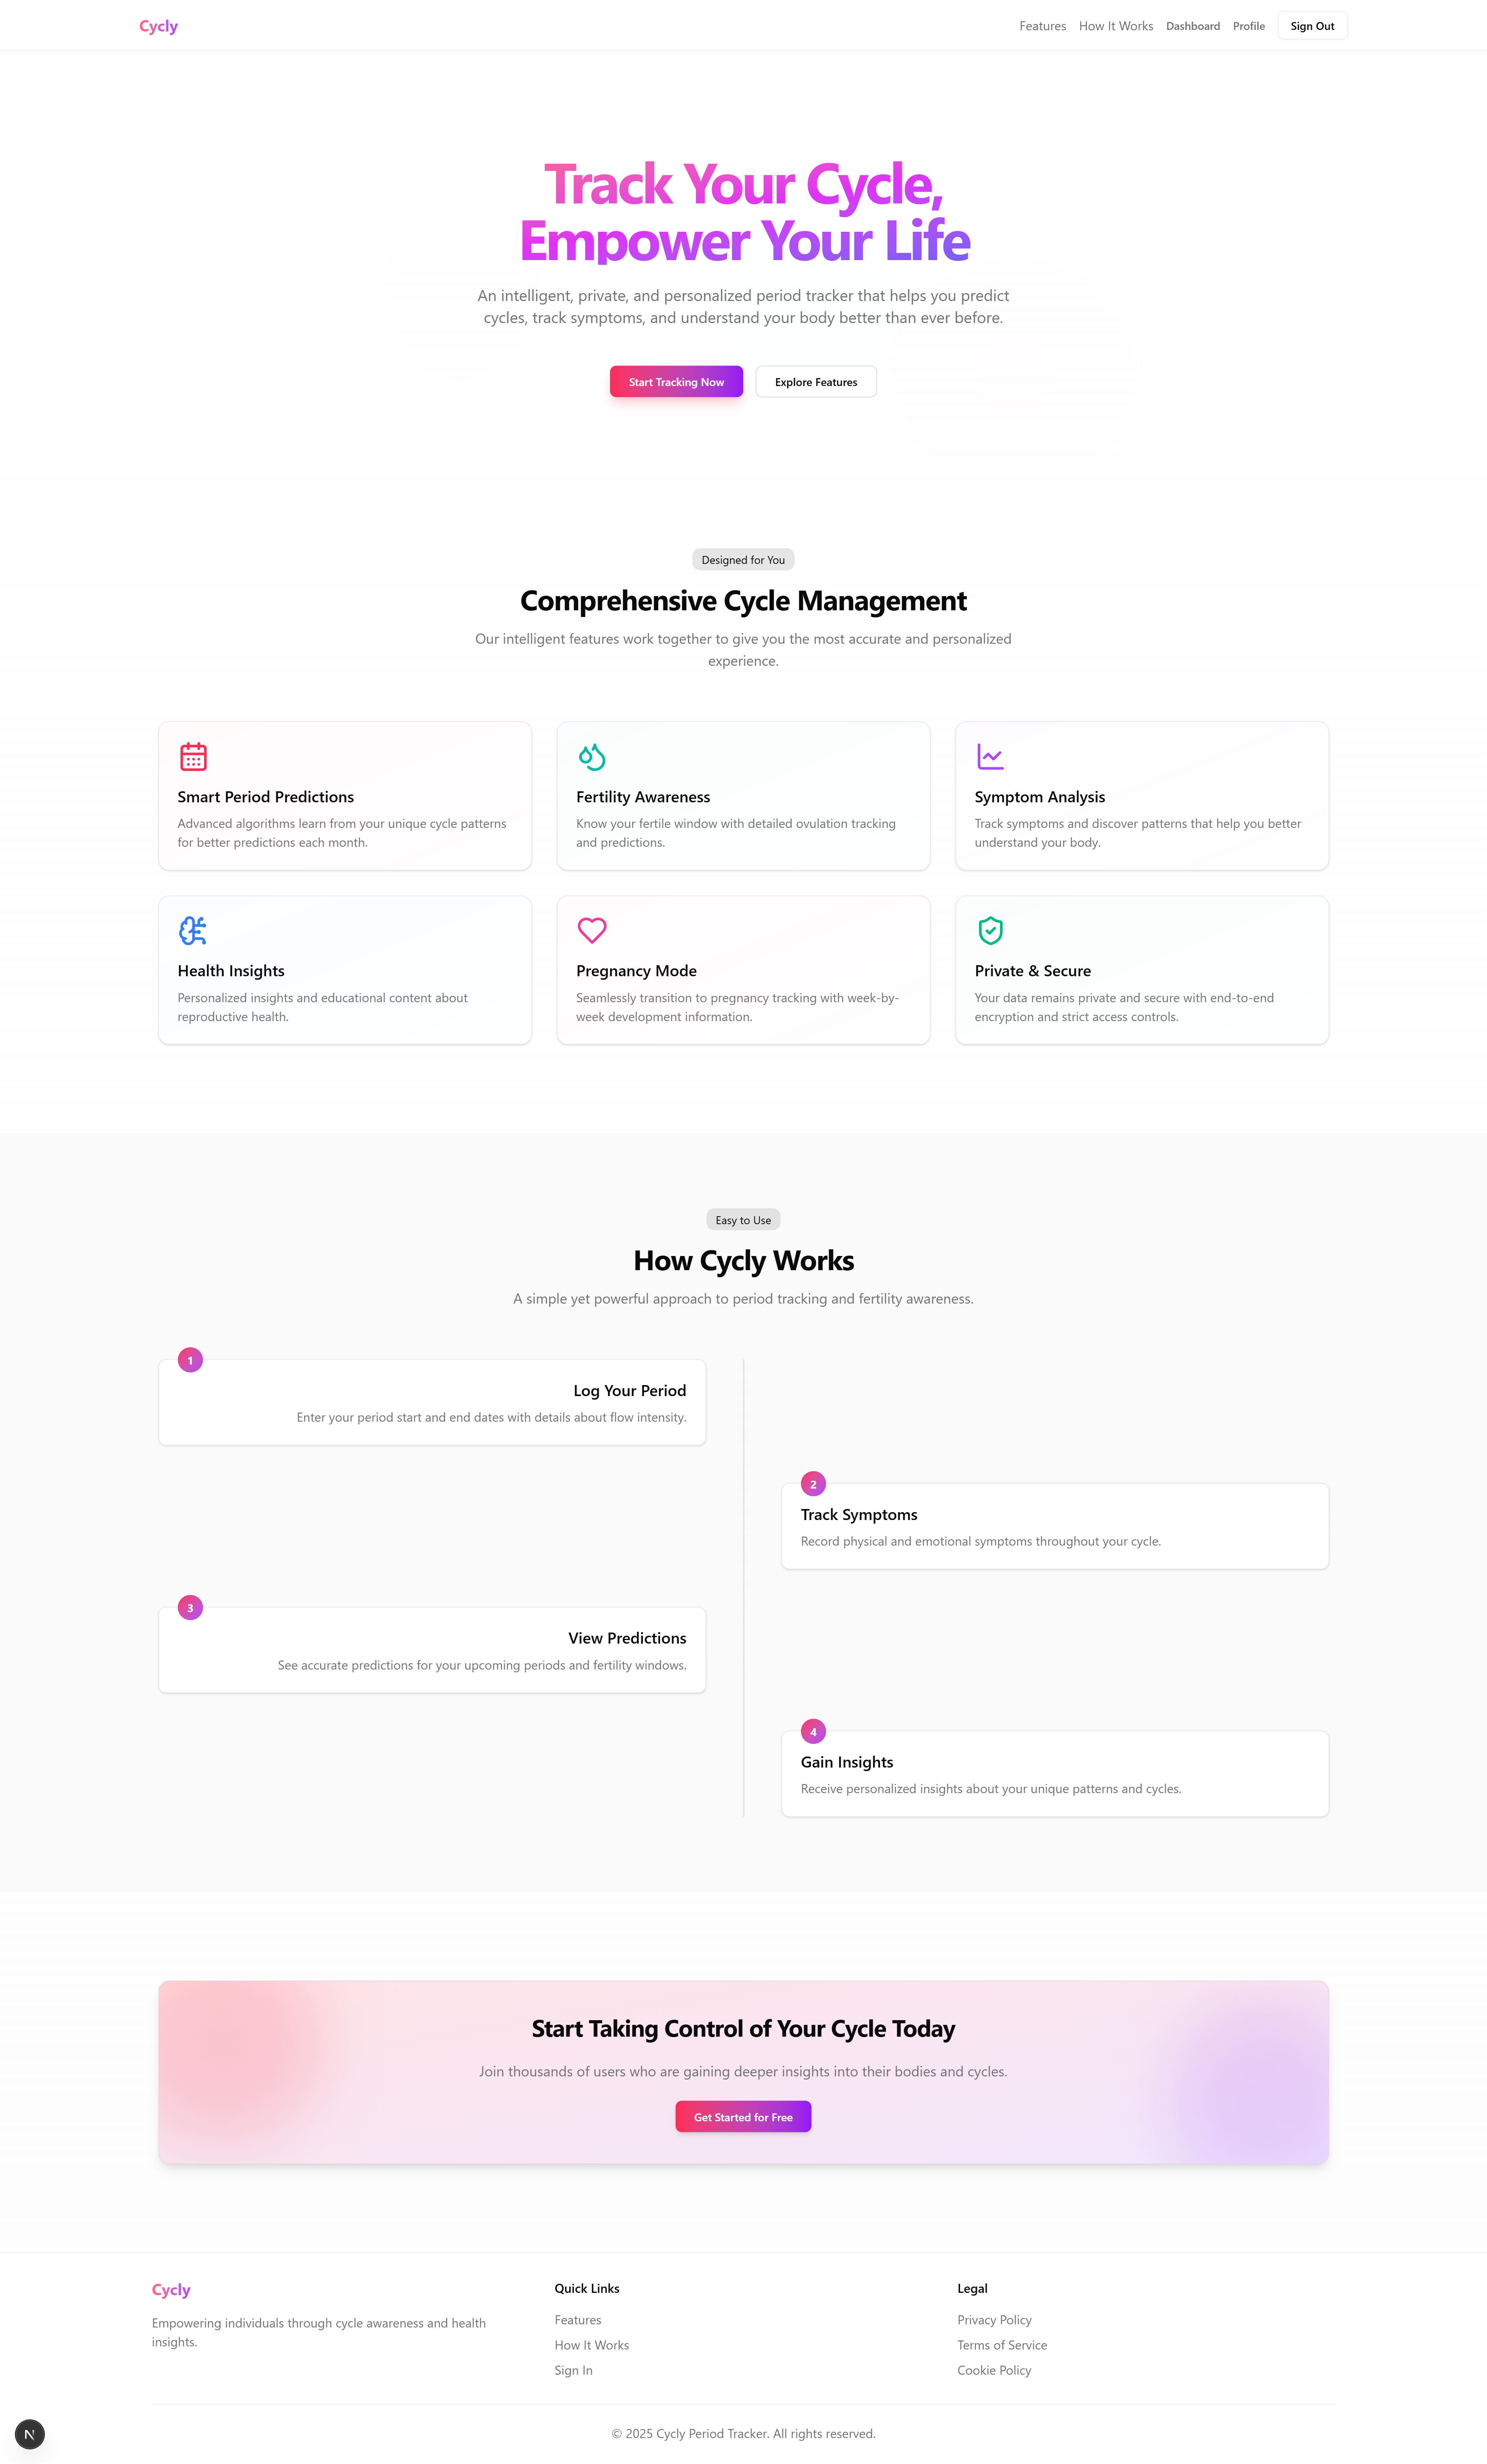 Cycly
Features
How It Works
Dashboard
Profile
Sign Out
Track Your Cycle,
Empower Your Life
An intelligent, private, and personalized period tracker that helps you predict
cycles, track symptoms, and understand your body better than ever before.
Start Tracking Now
Explore Features
Designed for You
Comprehensive Cycle Management
Our intelligent features work together to give you the most accurate and personalized
experience.
Smart Period Predictions
Advanced algorithms learn from your unique cycle patterns
for better predictions each month.
Fertility Awareness
Know your fertile window with detailed ovulation tracking
and predictions.
Symptom Analysis
Track symptoms and discover patterns that help you better
understand your body.
Health Insights
Personalized insights and educational content about
reproductive health.
Pregnancy Mode
Seamlessly transition to pregnancy tracking with week-by-
week development information.
Private & Secure
Your data remains private and secure with end-to-end
encryption and strict access controls.
Easy to Use
How Cycly Works
A simple yet powerful approach to period tracking and fertility awareness.
1
Log Your Period
Enter your period start and end dates with details about flow intensity.
2
Track Symptoms
Record physical and emotional symptoms throughout your cycle.
3
View Predictions
See accurate predictions for your upcoming periods and fertility windows.
4
Gain Insights
Receive personalized insights about your unique patterns and cycles.
Start Taking Control of Your Cycle Today
Join thousands of users who are gaining deeper insights into their bodies and cycles.
Get Started for Free
Cycly
Empowering individuals through cycle awareness and health
insights.
Quick Links
Features
How It Works
Sign In
Legal
Privacy Policy
Terms of Service
Cookie Policy
N
© 2025 Cycly Period Tracker. All rights reserved.